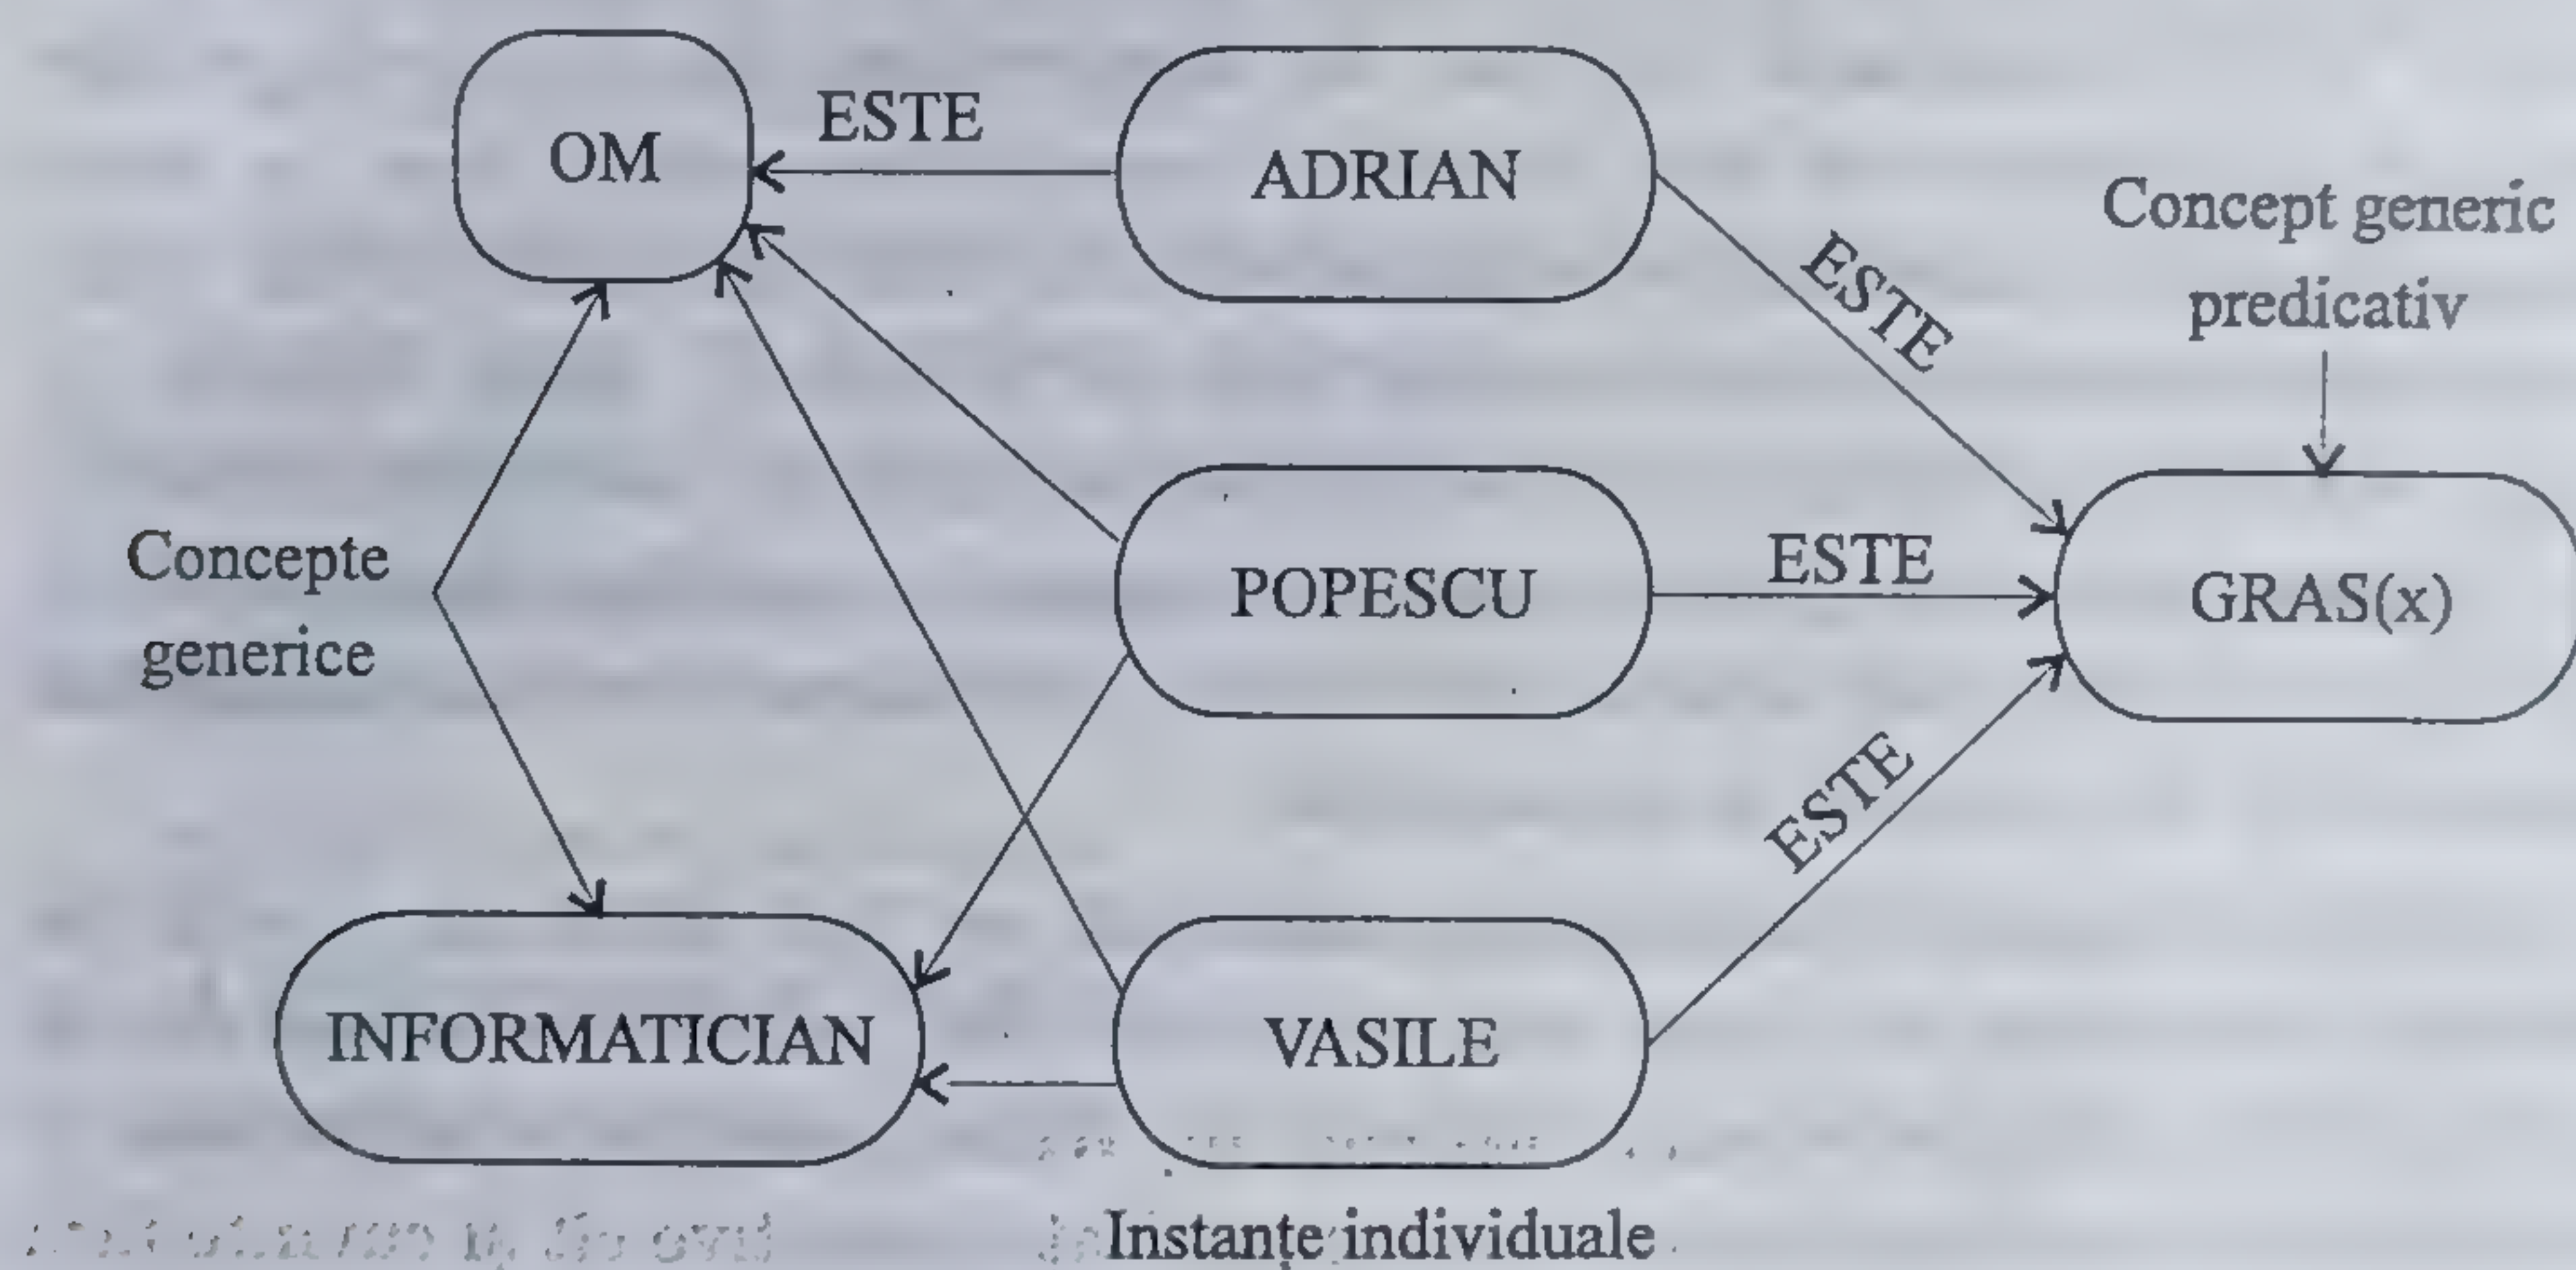 OM
ESTE
ADRIAN
Concept generic
predicativ
ESTE
Concepte
generice
POPESCU
ESTE
GRAS(x)
ESTE
INFORMATICIAN
VASILE
Instanțe individuale